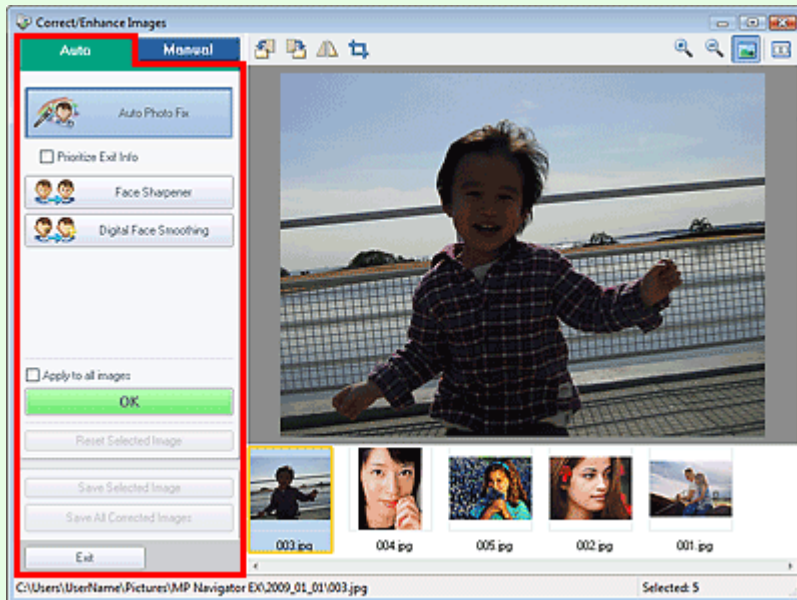 Correct/Enhance Images
Auto Manual
Auto Photo Fix
Prioritize Exif Info
Face Sharpener
Digital Face Smoothing
Apply to all images
OK
Reset Selected Image
Save Selected Image
Save All Corrected Images
Exit
003.jpg 004.jpg 005.jpg 002.jpg 001.jpg
C:\Users\UserName\Pictures\MP Navigator EX\2009_01_01\003.jpg Selected: 5